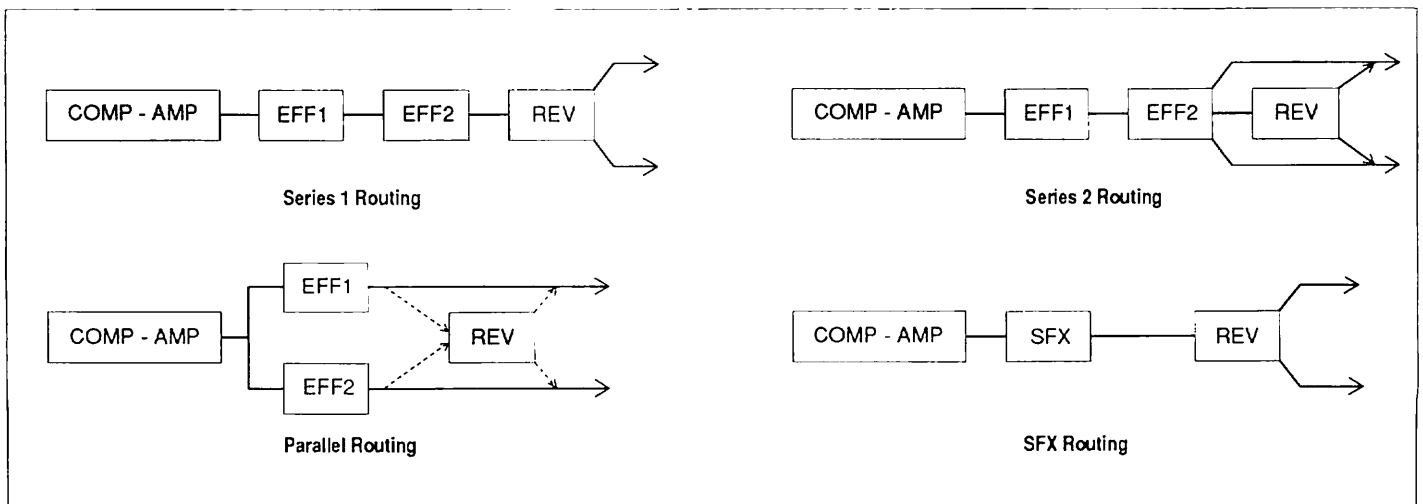 COMP - AMP EFF1 EFF2 REV
Series 1 Routing
COMP - AMP EFF1 EFF2 REV
Series 2 Routing
EFF1
COMP - AMP REV
EFF2
Parallel Routing
COMP - AMP SFX REV
SFX Routing